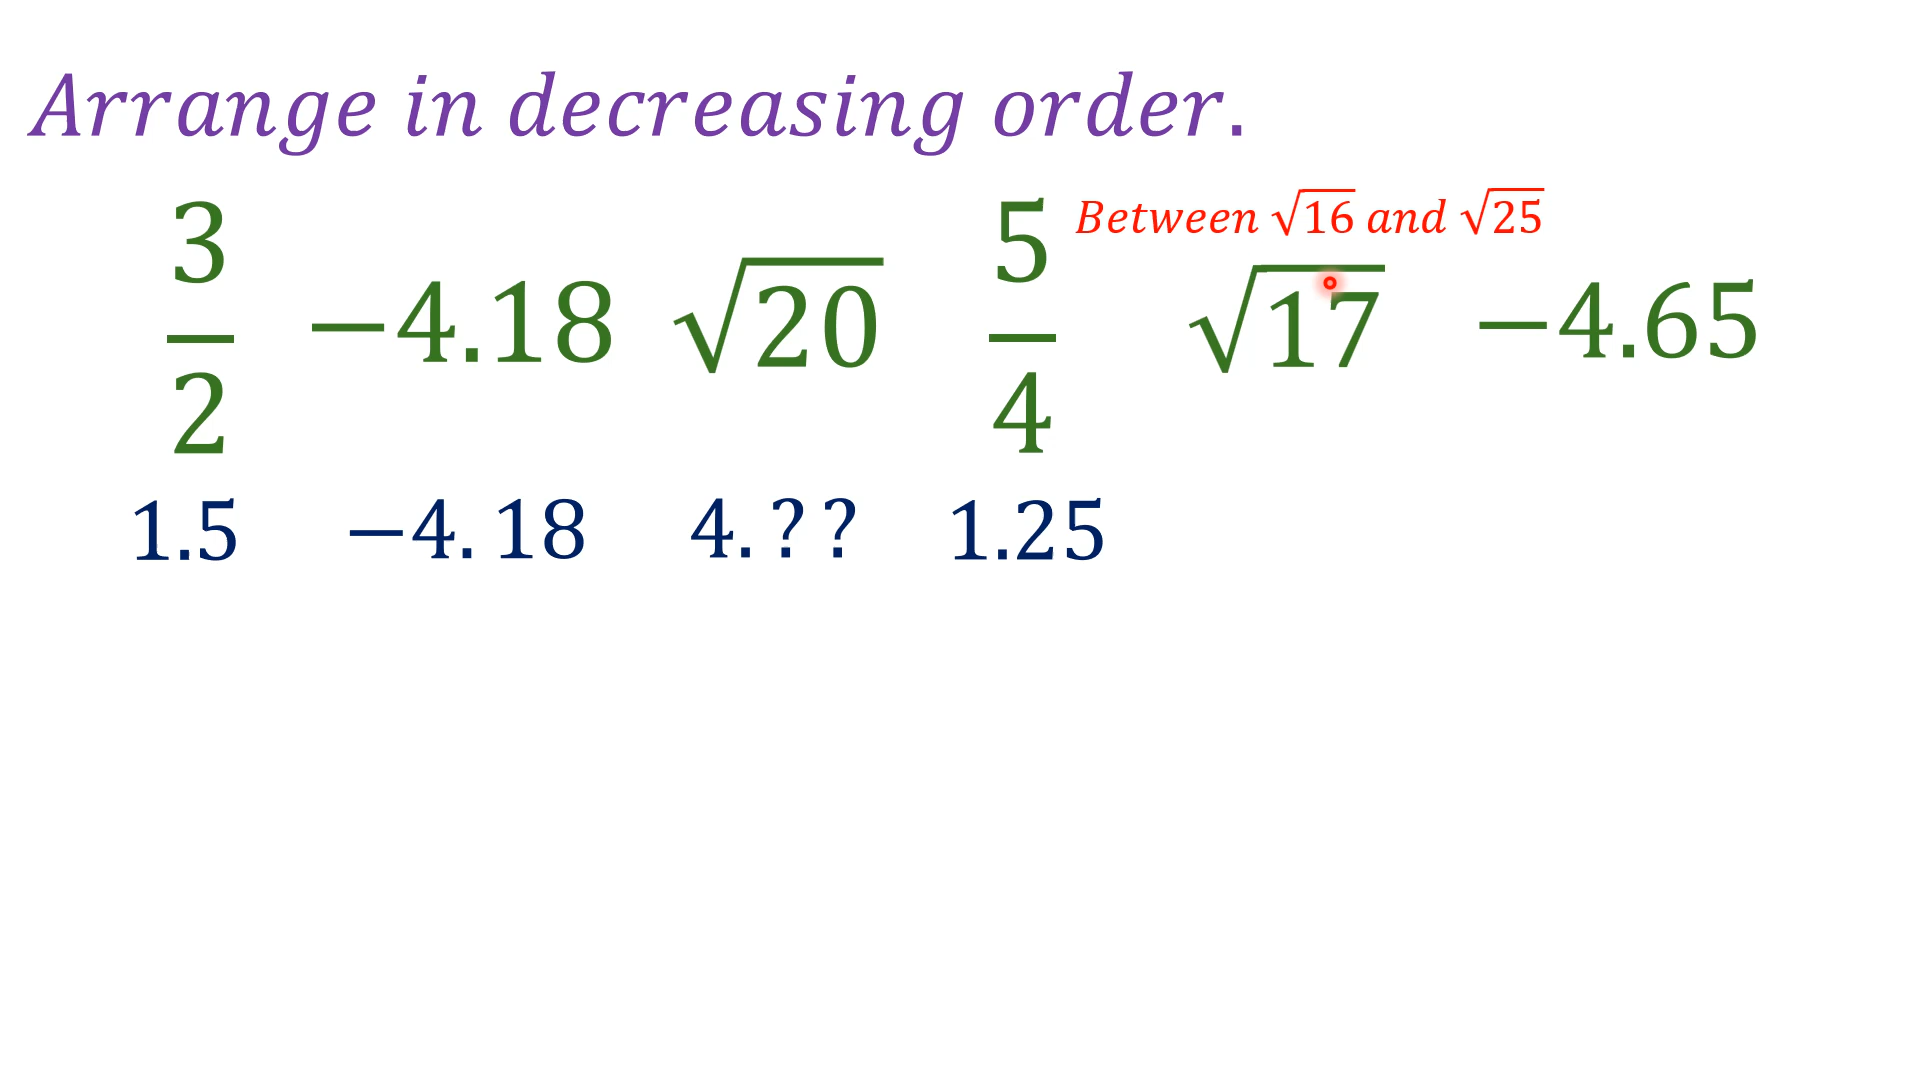 Arrange in decreasing order.
Between √16 and √25
3/2 −4.18 √20 5/4 √17 −4.65
1.5 −4.18 4.?? 1.25